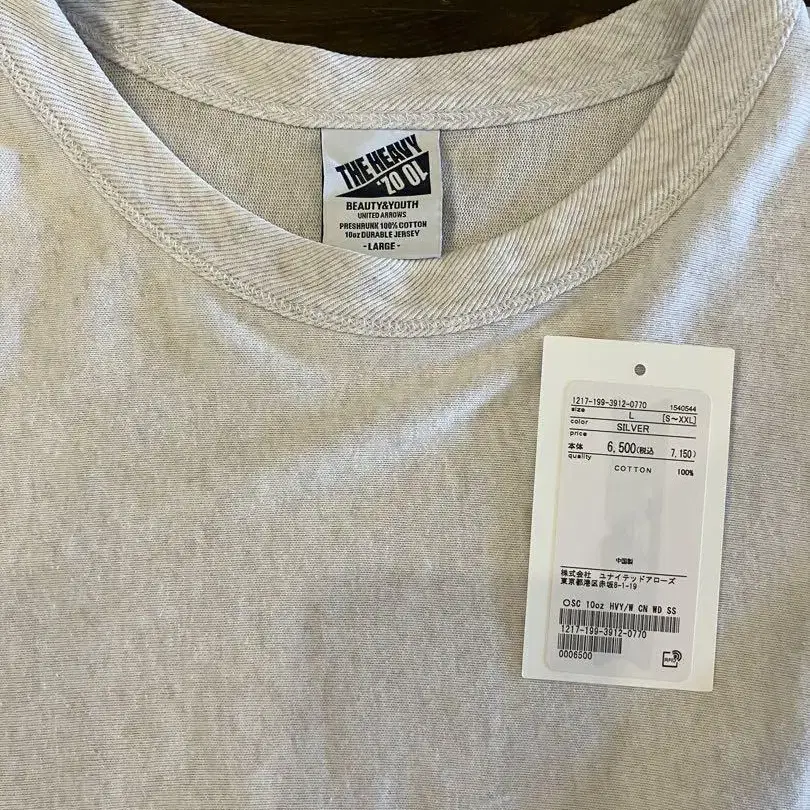 THE HEAVY
10 OZ.
BEAUTY&YOUTH
UNITED ARROWS
PRESHRUNK 100% COTTON
10oz DURABLE JERSEY
- LARGE -
1217-199-3912-0770 1540544
size L [S~XXL]
color SILVER
price
本体 6,500(税込 7,150)
quality
COTTON 100%
中国製
株式会社 ユナイテッドアローズ
東京都港区赤坂8-1-19
OSC 10oz HVY/W CN WD SS
1217-199-3912-0770
0006500
RFID